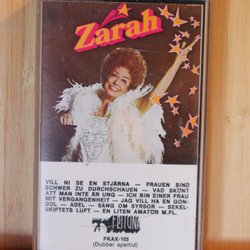 Zarah
VILL NI SE EN STJÄRNA — FRAUEN SIND
SCHWER ZU DURCHSCHAUEN — VAD SKÖNT
ATT MAN INTE ÄR UNG — ICH BIN EINER FRAU
MIT VERGANGENHEIT — JAG VILL HA EN GON-
DOL — ADEL — SÅNG OM SYRSOR — SEKEL-
SKIFTETS LUFT — EN LITEN AMATÖR M.FL.
FKAX-103
(Dubbel speltid)